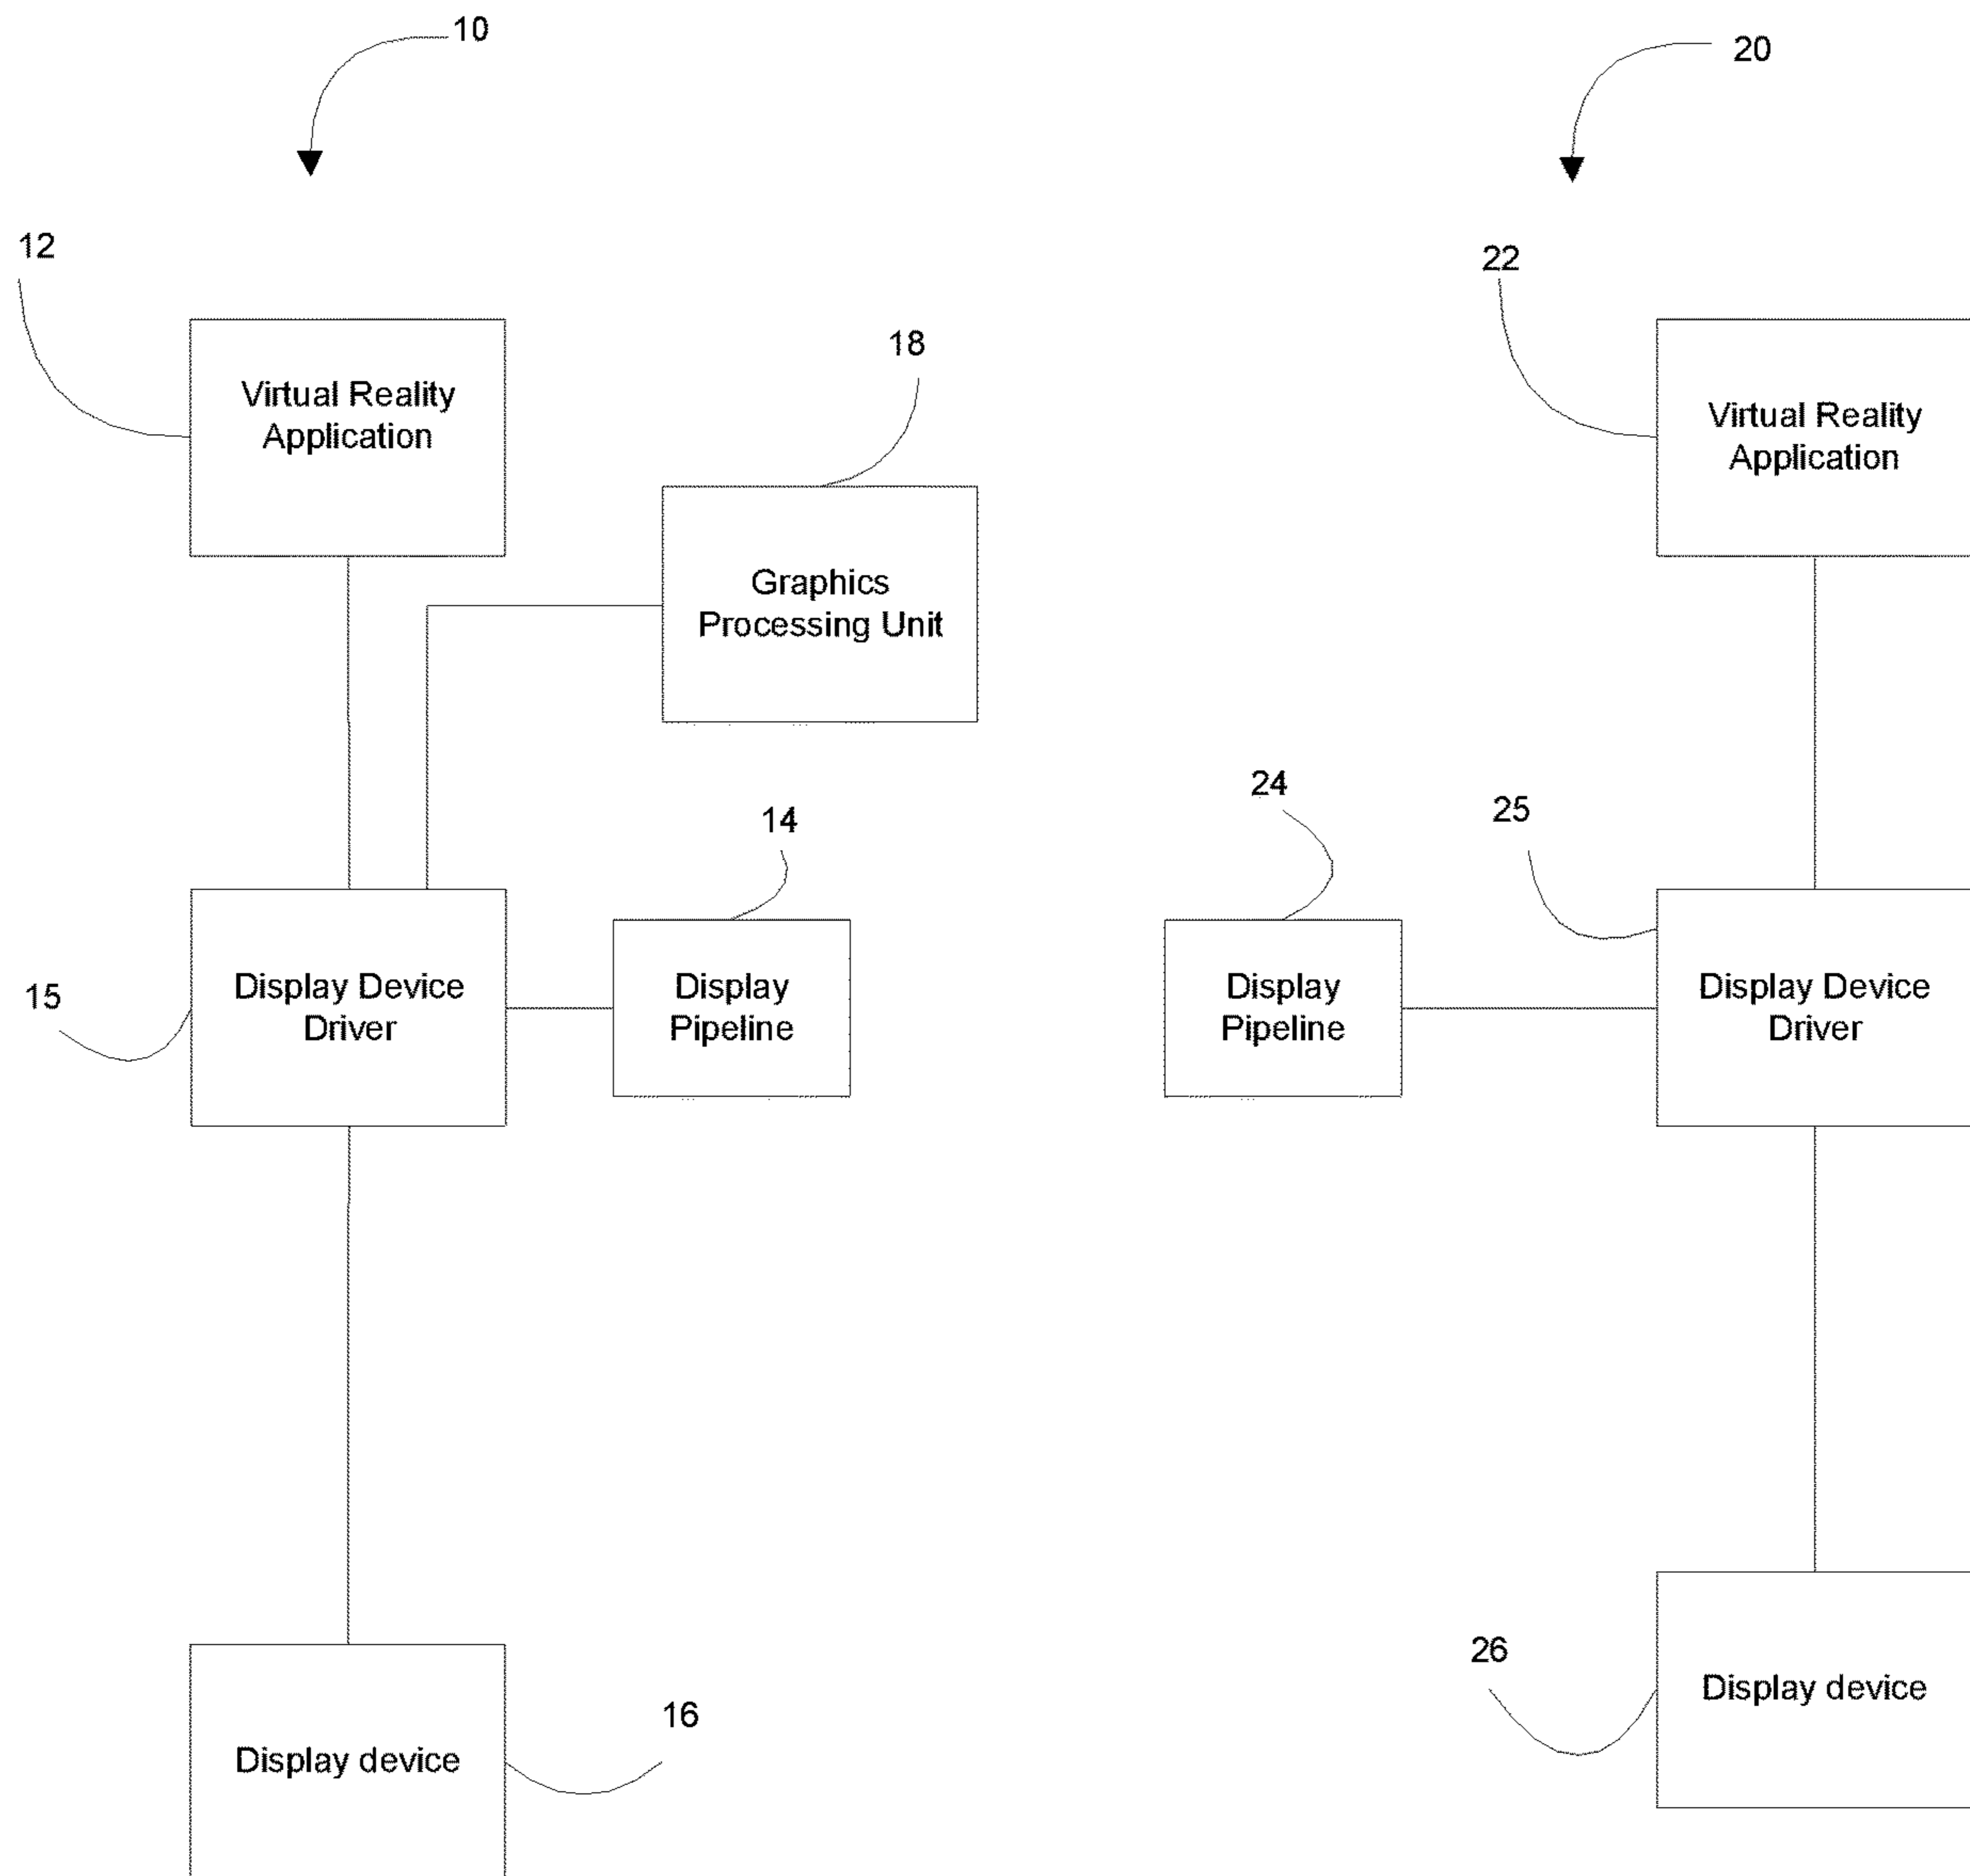 10
20
12
22
Virtual Reality
Application
18
Virtual Reality
Application
Graphics
Processing Unit
24
14
25
15
Display Device
Driver
Display
Pipeline
Display
Pipeline
Display Device
Driver
16
Display device
26
Display device